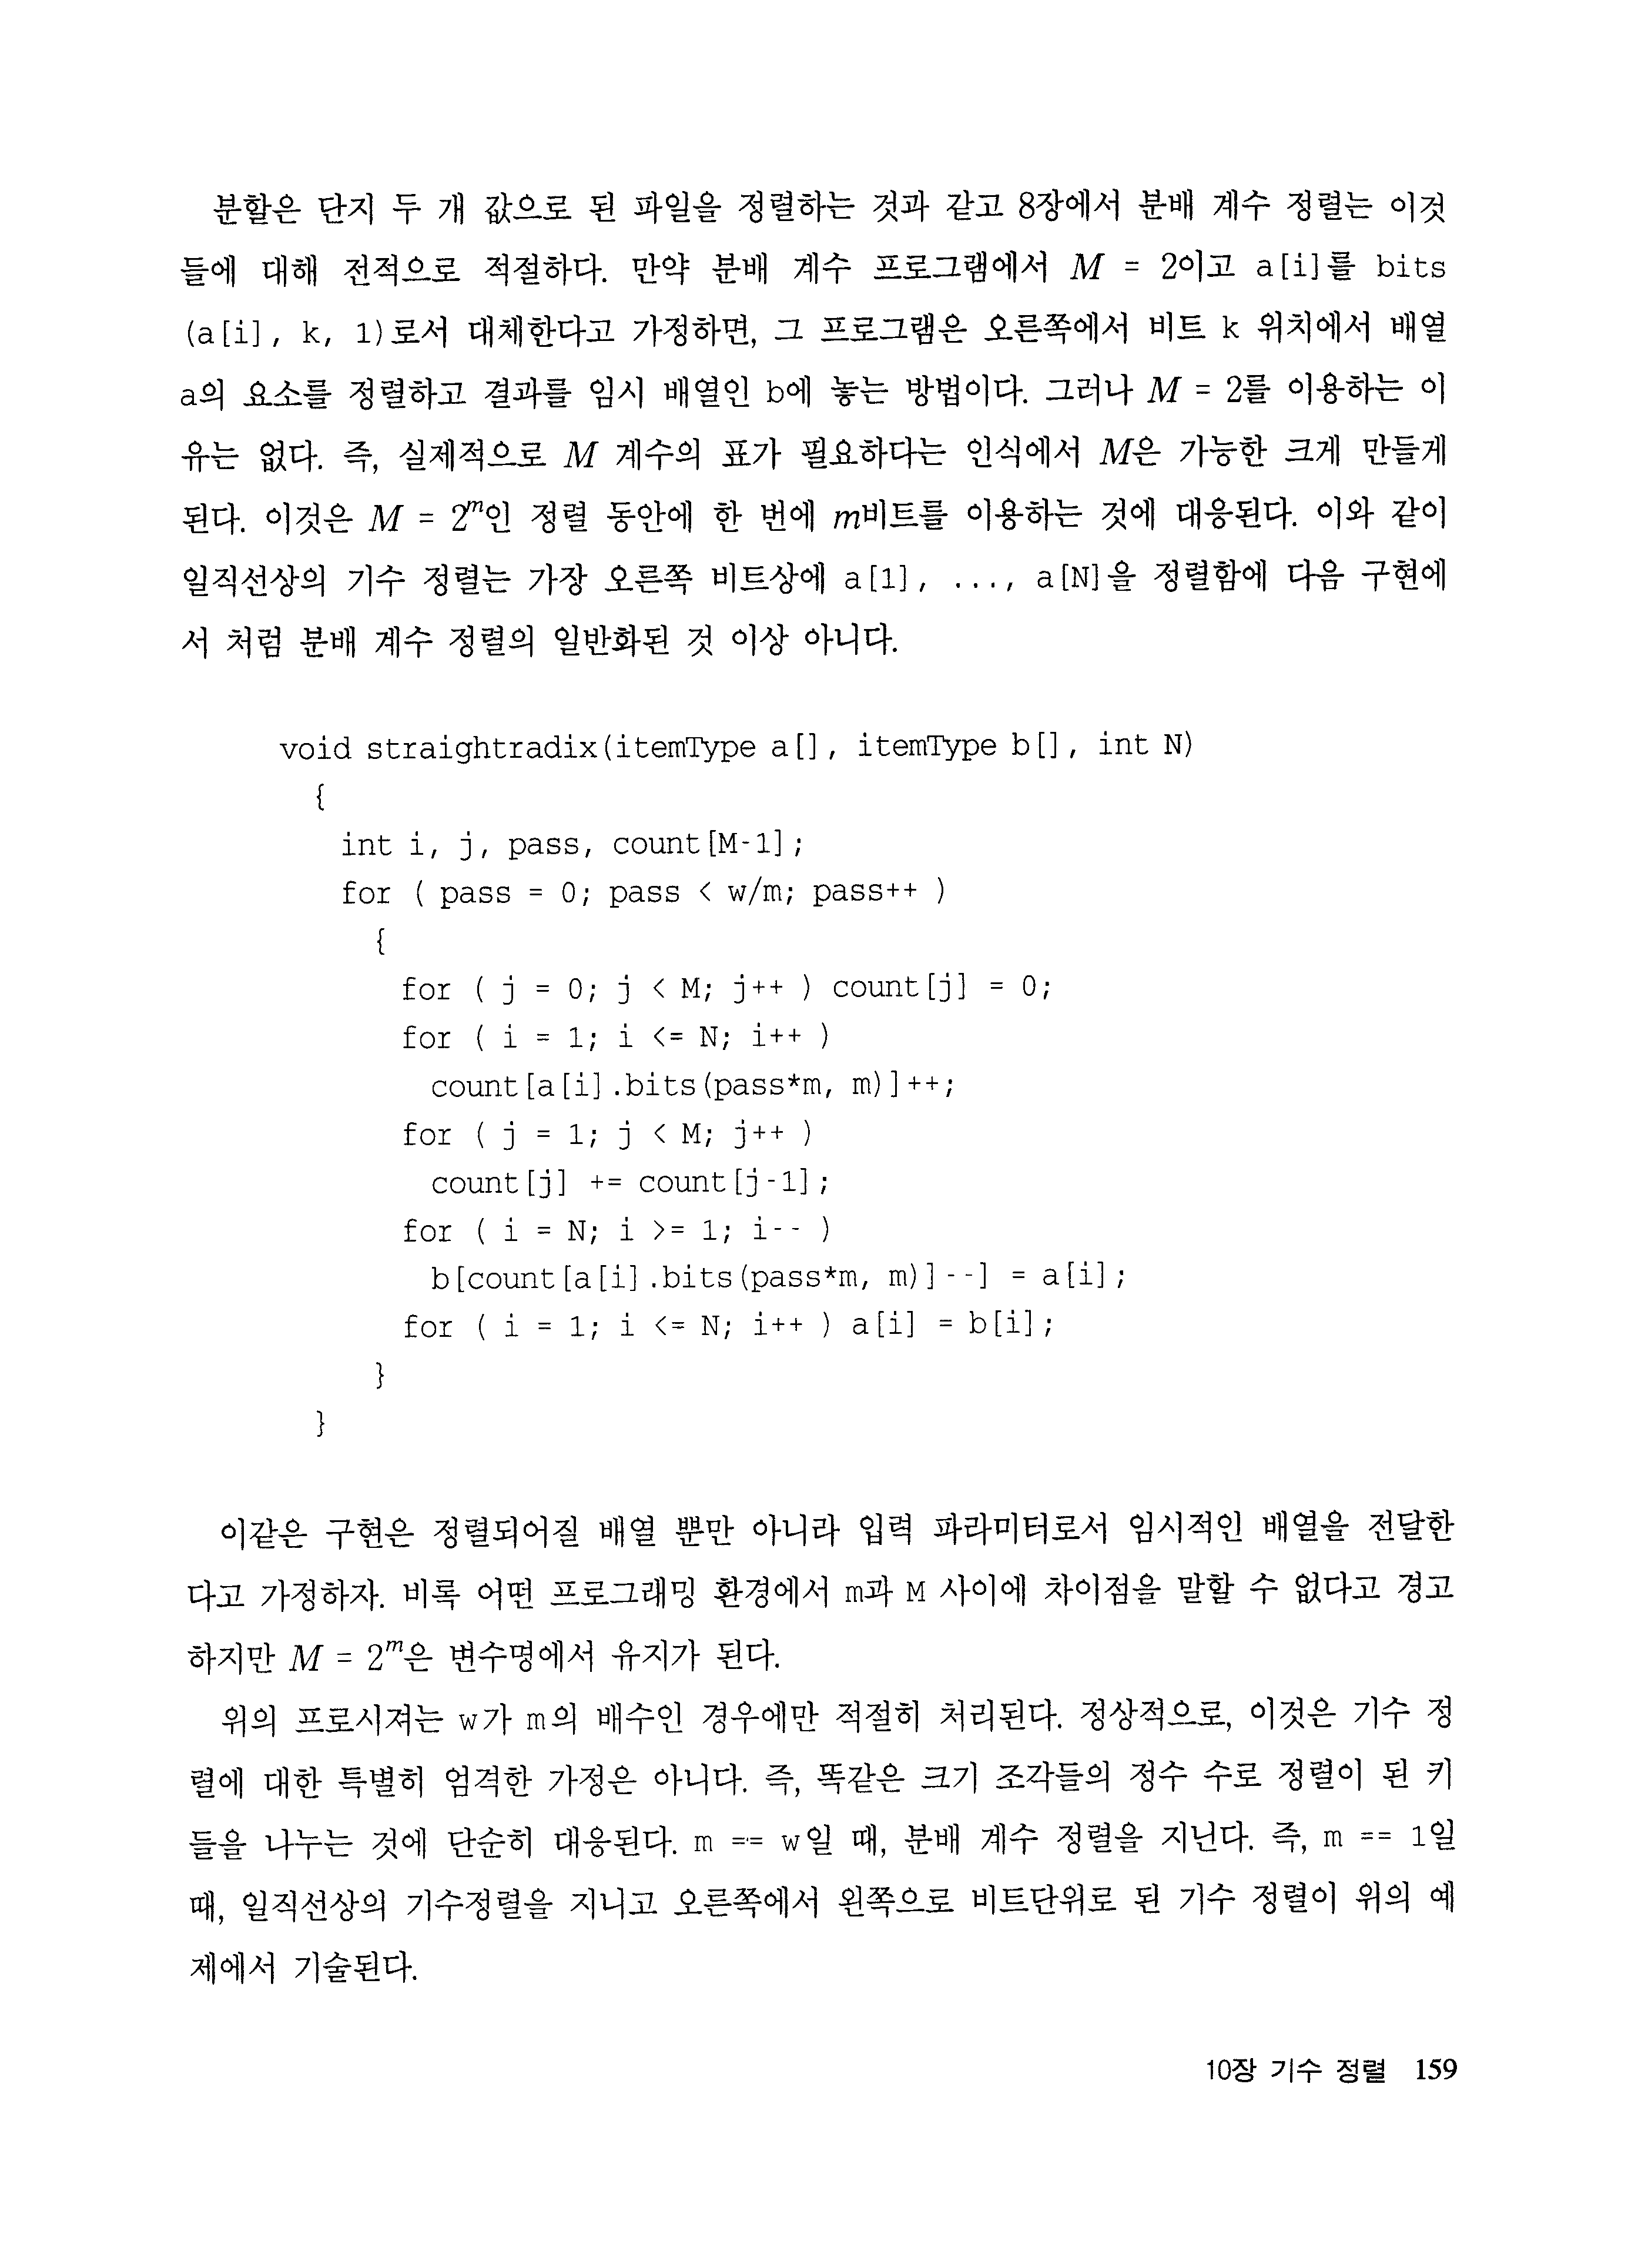 분할은 단지 두 개 값으로 된 파일을 정렬하는 것과 같고 8장에서 분배 계수 정렬는 이것
들에 대해 전적으로 적절하다. 만약 분배 계수 프로그램에서 M = 2이고 a[i]를 bits
(a[i], k, 1)로서 대체한다고 가정하면, 그 프로그램은 오른쪽에서 비트 k 위치에서 배열
a의 요소를 정렬하고 결과를 임시 배열인 b에 놓는 방법이다. 그러나 M = 2를 이용하는 이
유는 없다. 즉, 실제적으로 M 계수의 표가 필요하다는 인식에서 M은 가능한 크게 만들게
된다. 이것은 M = 2^m인 정렬 동안에 한 번에 m비트를 이용하는 것에 대응된다. 이와 같이
일직선상의 기수 정렬는 가장 오른쪽 비트상에 a[1], ..., a[N]을 정렬함에 다음 구현에
서 처럼 분배 계수 정렬의 일반화된 것 이상 아니다.
void straightradix(itemType a[], itemType b[], int N)
{
int i, j, pass, count[M-1];
for ( pass = 0; pass < w/m; pass++ )
{
for ( j = 0; j < M; j++ ) count[j] = 0;
for ( i = 1; i <= N; i++ )
count[a[i].bits(pass*m, m)]++;
for ( j = 1; j < M; j++ )
count[j] += count[j-1];
for ( i = N; i >= 1; i-- )
b[count[a[i].bits(pass*m, m)]--] = a[i];
for ( i = 1; i <= N; i++ ) a[i] = b[i];
}
}
이같은 구현은 정렬되어질 배열 뿐만 아니라 입력 파라미터로서 임시적인 배열을 전달한
다고 가정하자. 비록 어떤 프로그래밍 환경에서 m과 M 사이에 차이점을 말할 수 없다고 경고
하지만 M = 2^m은 변수명에서 유지가 된다.
위의 프로시져는 w가 m의 배수인 경우에만 적절히 처리된다. 정상적으로, 이것은 기수 정
렬에 대한 특별히 엄격한 가정은 아니다. 즉, 똑같은 크기 조각들의 정수 수로 정렬이 된 키
들을 나누는 것에 단순히 대응된다. m == w일 때, 분배 계수 정렬을 지닌다. 즉, m == 1일
때, 일직선상의 기수정렬을 지니고 오른쪽에서 왼쪽으로 비트단위로 된 기수 정렬이 위의 예
제에서 기술된다.
10장 기수 정렬 159